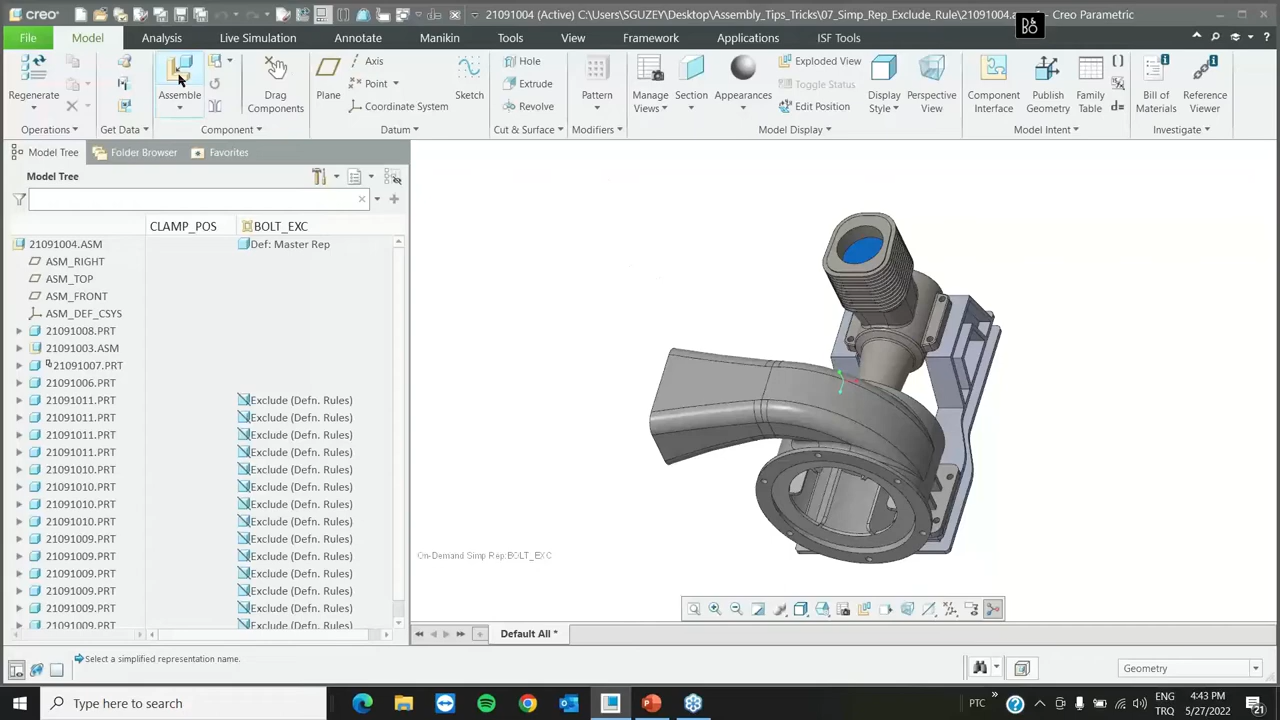 creo
21091004 (Active) C:\Users\SGUZEY\Desktop\Assembly_Tips_Tricks\07_Simp_Rep_Exclude_Rule\21091004.a Creo Parametric
B&O
File Model Analysis Live Simulation Annotate Manikin Tools View Framework Applications ISF Tools
Regenerate
Operations
Get Data
Assemble
Drag Components
Component
Plane
Axis
Point
Coordinate System
Sketch
Datum
Hole
Extrude
Revolve
Cut & Surface
Pattern
Modifiers
Manage Views
Section
Appearances
Exploded View
Toggle Status
Edit Position
Display Style
Perspective View
Model Display
Component Interface
Publish Geometry
Family Table
Model Intent
Bill of Materials
Reference Viewer
Investigate
Model Tree Folder Browser Favorites
Model Tree
CLAMP_POS BOLT_EXC
21091004.ASM Def: Master Rep
ASM_RIGHT
ASM_TOP
ASM_FRONT
ASM_DEF_CSYS
21091008.PRT
21091003.ASM
21091007.PRT
21091006.PRT
21091011.PRT Exclude (Defn. Rules)
21091011.PRT Exclude (Defn. Rules)
21091011.PRT Exclude (Defn. Rules)
21091011.PRT Exclude (Defn. Rules)
21091010.PRT Exclude (Defn. Rules)
21091010.PRT Exclude (Defn. Rules)
21091010.PRT Exclude (Defn. Rules)
21091010.PRT Exclude (Defn. Rules)
21091009.PRT Exclude (Defn. Rules)
21091009.PRT Exclude (Defn. Rules)
21091009.PRT Exclude (Defn. Rules)
21091009.PRT Exclude (Defn. Rules)
21091009.PRT Exclude (Defn. Rules)
21091009.PRT Exclude (Defn. Rules)
On-Demand Simp Rep:BOLT_EXC
Default All *
Select a simplified representation name.
Geometry
Type here to search
PTC
ENG
TRQ
4:43 PM
5/27/2022
21